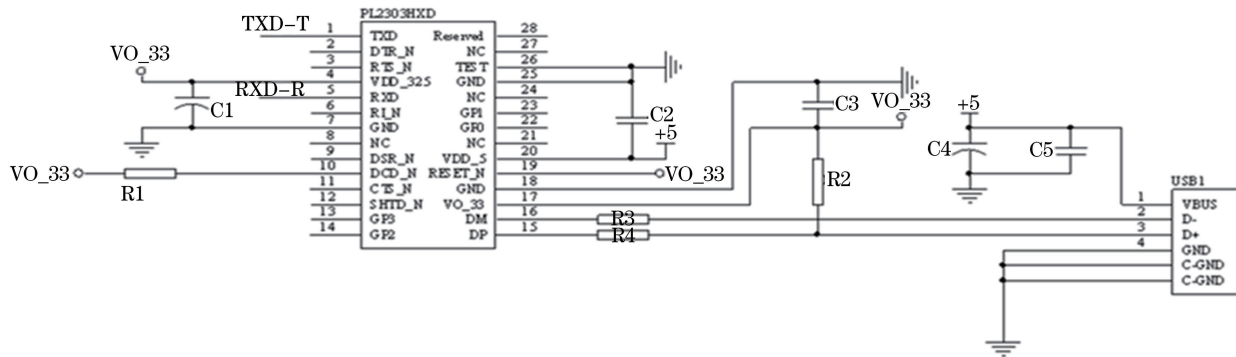 PL2303HXD
TXD-T
1 TXD Reserved 28
2 DTR_N NC 27
3 RTS_N TEST 26
VO_33
4 VDD_325 GND 25
RXD-R
5 RXD NC 24
6 RI_N GP1 23
7 GND GP0 22
8 NC NC 21
9 DSR_N VDD_5 20
10 DCD_N RESET_N 19
11 CTS_N GND 18
12 SHTD_N VO_33 17
13 GP3 DM 16
14 GP2 DP 15
C1
VO_33
R1
C2
+5
VO_33
C3
VO_33
R2
R3
R4
+5
C4
C5
USB1
1 VBUS
2 D-
3 D+
4 GND
C-GND
C-GND